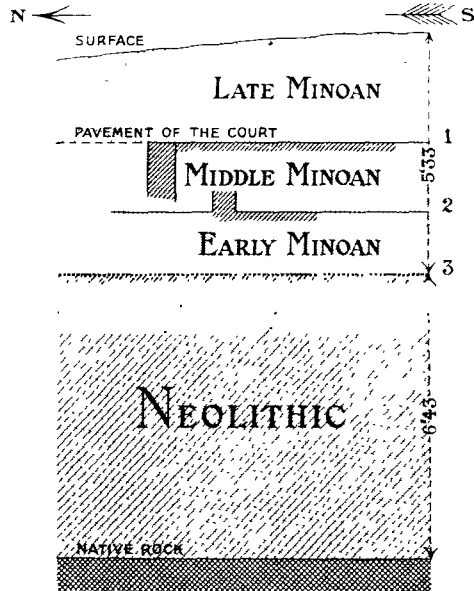 N S
SURFACE
LATE MINOAN
PAVEMENT OF THE COURT 1
MIDDLE MINOAN
5'33
2
EARLY MINOAN
3
NEOLITHIC
6'43
NATIVE ROCK